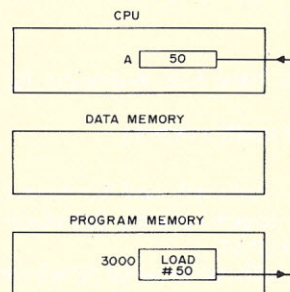 CPU
A 50
DATA MEMORY
PROGRAM MEMORY
3000 LOAD
# 50